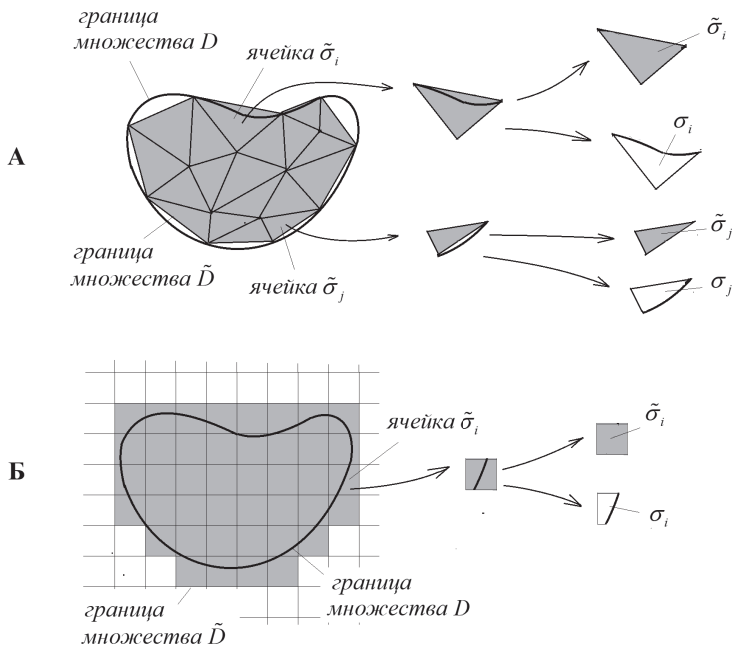 граница
множества D
ячейка σ̃ᵢ
σ̃ᵢ
А
σᵢ
граница
множества D̃
ячейка σ̃ⱼ
σ̃ⱼ
σⱼ
ячейка σ̃ᵢ
σ̃ᵢ
Б
σᵢ
граница
множества D
граница
множества D̃